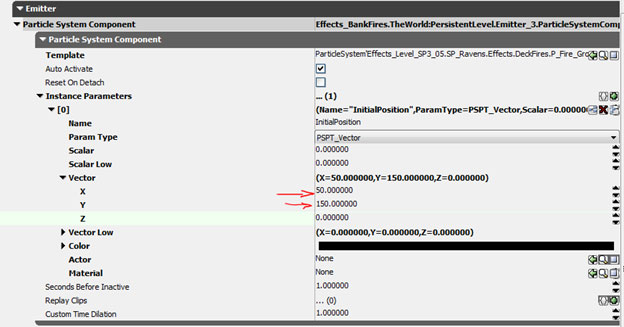 Emitter
Particle System Component Effects_BankFires.TheWorld:PersistentLevel.Emitter_3.ParticleSystemComp
Particle System Component
Template ParticleSystem'Effects_Level_SP3_05.SP_Ravens.Effects.DeckFires.P_Fire_Gro
Auto Activate
Reset On Detach
Instance Parameters ... (1)
[0] (Name="InitialPosition",ParamType=PSPT_Vector,Scalar=0.00000
Name InitialPosition
Param Type PSPT_Vector
Scalar 0.000000
Scalar Low 0.000000
Vector (X=50.000000,Y=150.000000,Z=0.000000)
X 50.000000
Y 150.000000
Z 0.000000
Vector Low (X=0.000000,Y=0.000000,Z=0.000000)
Color
Actor None
Material None
Seconds Before Inactive 1.000000
Replay Clips ... (0)
Custom Time Dilation 1.000000